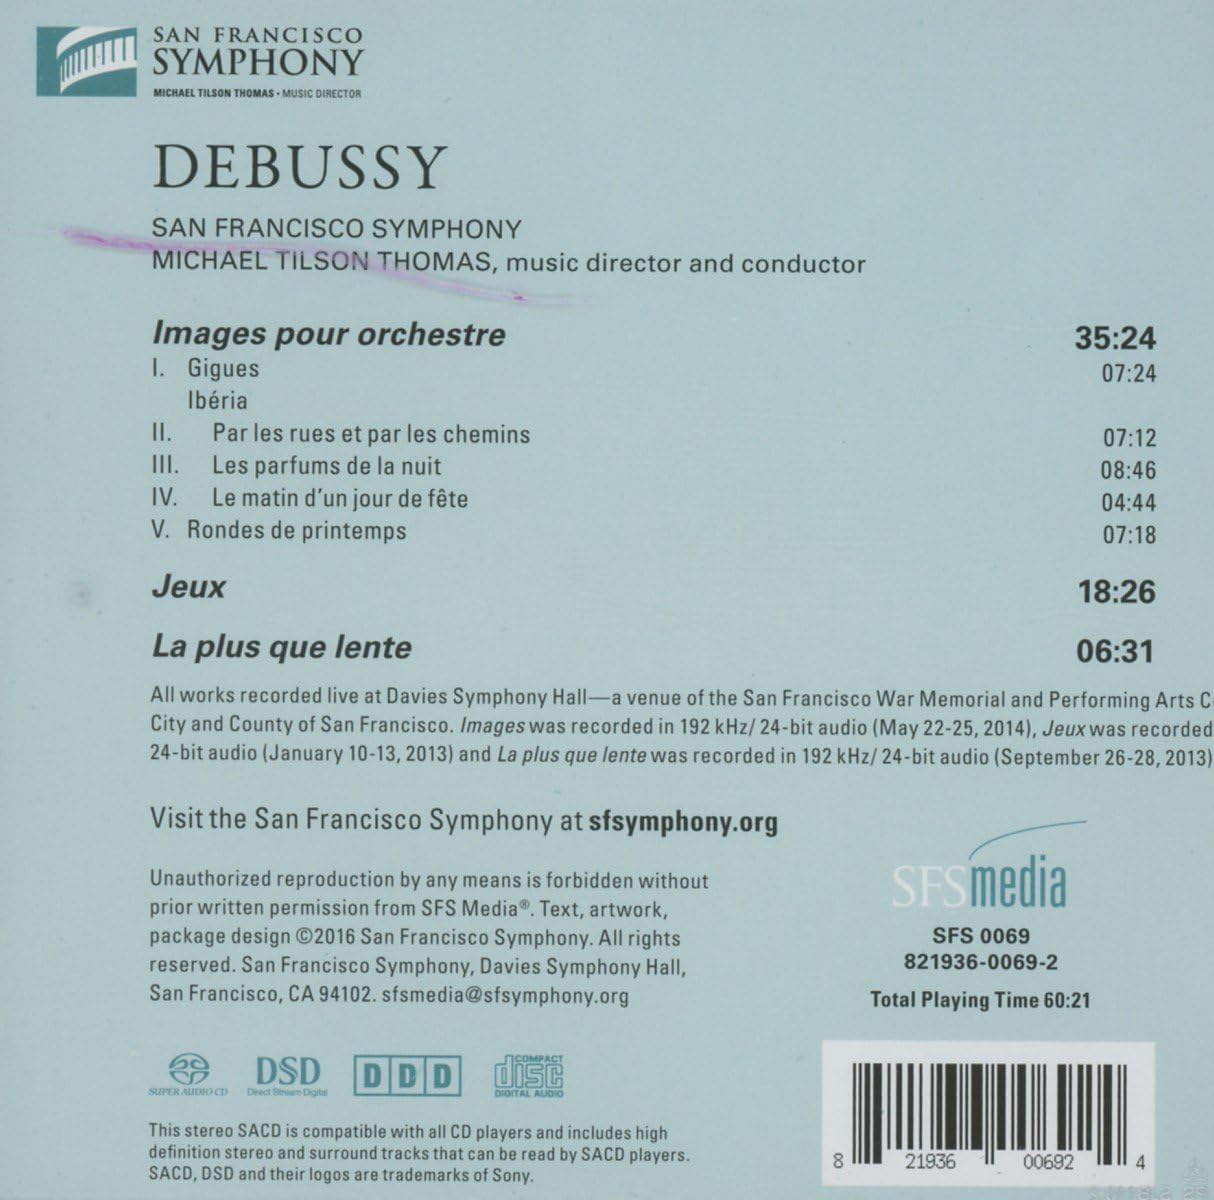 SAN FRANCISCO
SYMPHONY
MICHAEL TILSON THOMAS · MUSIC DIRECTOR
DEBUSSY
SAN FRANCISCO SYMPHONY
MICHAEL TILSON THOMAS, music director and conductor
Images pour orchestre 35:24
I. Gigues 07:24
Ibéria
II. Par les rues et par les chemins 07:12
III. Les parfums de la nuit 08:46
IV. Le matin d'un jour de fête 04:44
V. Rondes de printemps 07:18
Jeux 18:26
La plus que lente 06:31
All works recorded live at Davies Symphony Hall—a venue of the San Francisco War Memorial and Performing Arts
City and County of San Francisco. Images was recorded in 192 kHz/ 24-bit audio (May 22-25, 2014), Jeux was recorded
24-bit audio (January 10-13, 2013) and La plus que lente was recorded in 192 kHz/ 24-bit audio (September 26-28, 2013)
Visit the San Francisco Symphony at sfsymphony.org
Unauthorized reproduction by any means is forbidden without
prior written permission from SFS Media®. Text, artwork,
package design ©2016 San Francisco Symphony. All rights
reserved. San Francisco Symphony, Davies Symphony Hall,
San Francisco, CA 94102. sfsmedia@sfsymphony.org
SFSmedia
SFS 0069
821936-0069-2
Total Playing Time 60:21
SUPER AUDIO CD
DSD
Direct Stream Digital
DDD
COMPACT
disc
DIGITAL AUDIO
This stereo SACD is compatible with all CD players and includes high
definition stereo and surround tracks that can be read by SACD players.
SACD, DSD and their logos are trademarks of Sony.
8 21936 00692 4